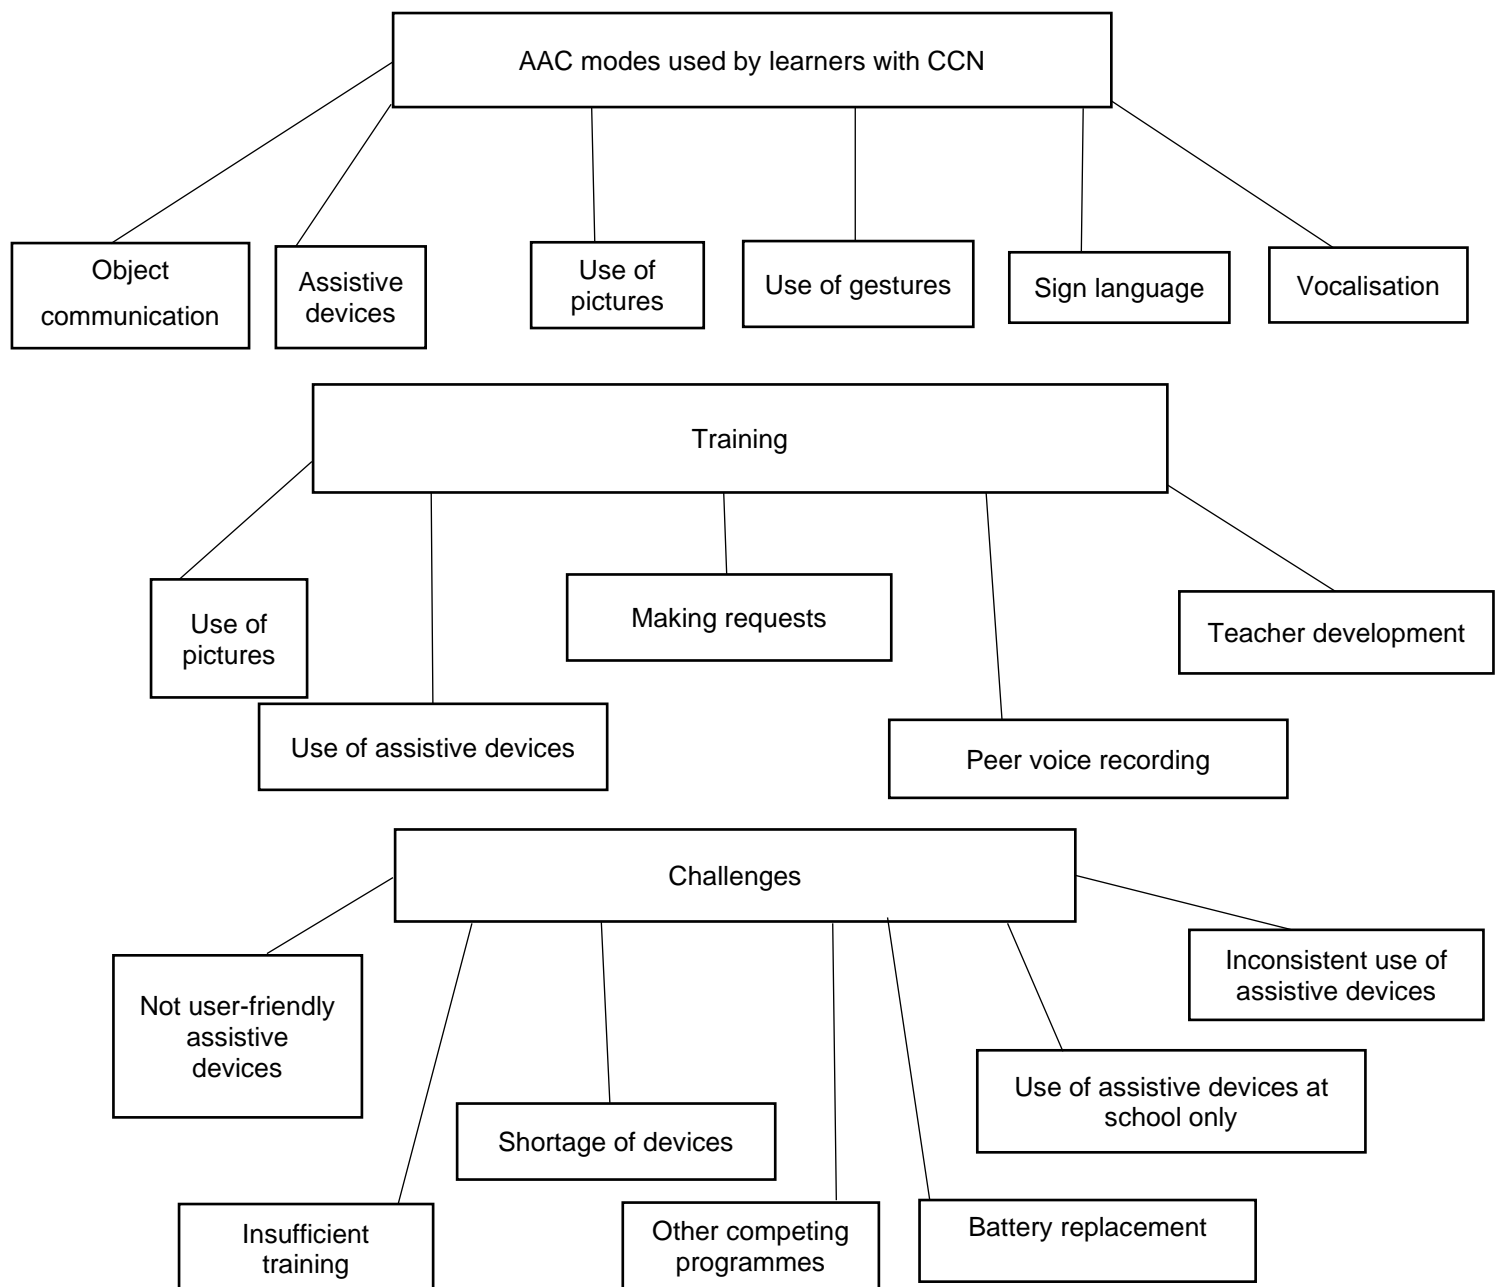 AAC modes used by learners with CCN
Object
communication
Assistive
devices
Use of
pictures
Use of gestures
Sign language
Vocalisation
Training
Use of
pictures
Use of assistive devices
Making requests
Peer voice recording
Teacher development
Challenges
Not user-friendly
assistive
devices
Insufficient
training
Shortage of devices
Other competing
programmes
Battery replacement
Use of assistive devices at
school only
Inconsistent use of
assistive devices